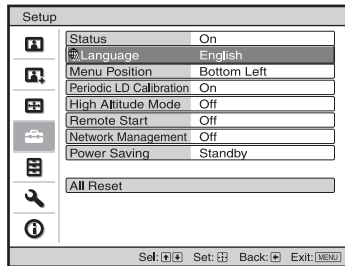 Setup
Status On
Language English
Menu Position Bottom Left
Periodic LD Calibration On
High Altitude Mode Off
Remote Start Off
Network Management Off
Power Saving Standby
All Reset
Sel: Set: Back: Exit: MENU